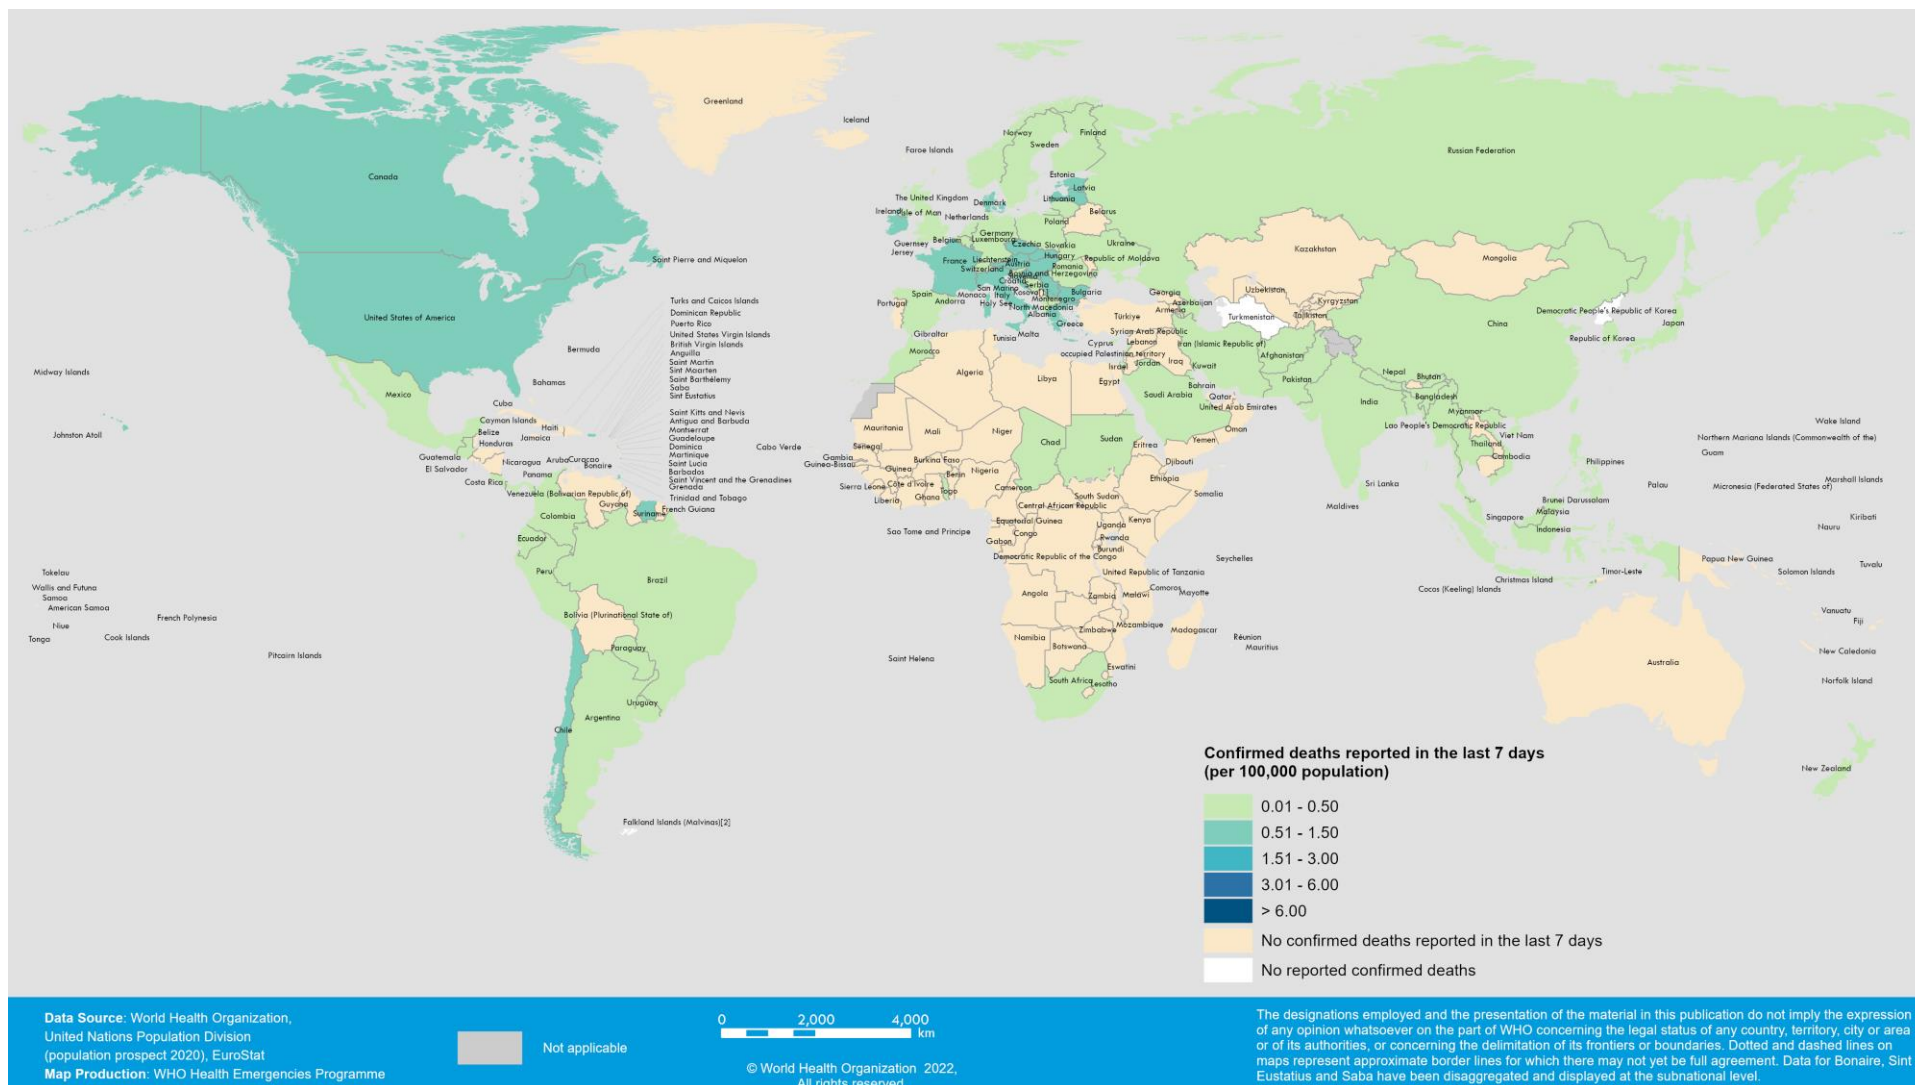 Greenland
Iceland
Canada
Faroe Islands
Norway
Finland
Sweden
Russian Federation
Estonia
Latvia
Lithuania
The United Kingdom
Denmark
Ireland
Isle of Man
Netherlands
Belarus
Poland
Germany
Guernsey
Jersey
Belgium
Luxembourg
Czechia
Slovakia
Ukraine
Kazakhstan
Mongolia
Saint Pierre and Miquelon
France
Liechtenstein
Austria
Hungary
Republic of Moldova
Switzerland
Romania
Bosnia and Herzegovina
Croatia
San Marino
Serbia
Spain
Andorra
Monaco
Italy
Kosovo[1]
Bulgaria
Portugal
Holy See
Montenegro
North Macedonia
Albania
Greece
Georgia
Azerbaijan
Armenia
Uzbekistan
Kyrgyzstan
Tajikistan
Turkmenistan
Türkiye
China
Democratic People's Republic of Korea
Japan
Republic of Korea
United States of America
Turks and Caicos Islands
Dominican Republic
Puerto Rico
United States Virgin Islands
British Virgin Islands
Anguilla
Saint Martin
Sint Maarten
Saint Barthélemy
Saba
Sint Eustatius
Saint Kitts and Nevis
Antigua and Barbuda
Montserrat
Guadeloupe
Dominica
Martinique
Saint Lucia
Barbados
Saint Vincent and the Grenadines
Grenada
Trinidad and Tobago
Bermuda
Bahamas
Midway Islands
Johnston Atoll
Mexico
Cuba
Cayman Islands
Belize
Haiti
Honduras
Jamaica
Guatemala
El Salvador
Nicaragua
Aruba
Curacao
Bonaire
Costa Rica
Panama
Venezuela (Bolivarian Republic of)
Guyana
Suriname
French Guiana
Colombia
Ecuador
Peru
Brazil
Bolivia (Plurinational State of)
Paraguay
Uruguay
Argentina
Chile
Falkland Islands (Malvinas)[2]
Tokelau
Wallis and Futuna
Samoa
American Samoa
Niue
Tonga
Cook Islands
French Polynesia
Pitcairn Islands
Gibraltar
Tunisia
Malta
Cyprus
Syrian Arab Republic
Lebanon
occupied Palestinian territory
Iran (Islamic Republic of)
Israel
Jordan
Iraq
Kuwait
Afghanistan
Morocco
Algeria
Libya
Egypt
Bahrain
Pakistan
Nepal
Bhutan
Saudi Arabia
Qatar
United Arab Emirates
India
Bangladesh
Myanmar
Oman
Lao People's Democratic Republic
Viet Nam
Thailand
Cambodia
Mauritania
Mali
Niger
Chad
Sudan
Eritrea
Yemen
Cabo Verde
Senegal
Gambia
Guinea-Bissau
Guinea
Burkina Faso
Benin
Nigeria
Djibouti
Ethiopia
Somalia
Sierra Leone
Côte d'Ivoire
Liberia
Ghana
Togo
Cameroon
South Sudan
Central African Republic
Sri Lanka
Maldives
Philippines
Palau
Wake Island
Northern Mariana Islands (Commonwealth of the)
Guam
Marshall Islands
Micronesia (Federated States of)
Brunei Darussalam
Malaysia
Singapore
Indonesia
Kiribati
Nauru
Sao Tome and Principe
Equatorial Guinea
Gabon
Congo
Uganda
Kenya
Rwanda
Burundi
Democratic Republic of the Congo
Seychelles
United Republic of Tanzania
Papua New Guinea
Timor-Leste
Solomon Islands
Tuvalu
Christmas Island
Cocos (Keeling) Islands
Angola
Zambia
Malawi
Comoros
Mayotte
Mozambique
Zimbabwe
Madagascar
Réunion
Mauritius
Namibia
Botswana
Saint Helena
Eswatini
South Africa
Lesotho
Vanuatu
Fiji
New Caledonia
Australia
Norfolk Island
New Zealand
Confirmed deaths reported in the last 7 days
(per 100,000 population)
0.01 - 0.50
0.51 - 1.50
1.51 - 3.00
3.01 - 6.00
> 6.00
No confirmed deaths reported in the last 7 days
No reported confirmed deaths
Data Source: World Health Organization,
United Nations Population Division
(population prospect 2020), EuroStat
Map Production: WHO Health Emergencies Programme
Not applicable
0 2,000 4,000
km
© World Health Organization 2022,
All rights reserved
The designations employed and the presentation of the material in this publication do not imply the expression
of any opinion whatsoever on the part of WHO concerning the legal status of any country, territory, city or area
or of its authorities, or concerning the delimitation of its frontiers or boundaries. Dotted and dashed lines on
maps represent approximate border lines for which there may not yet be full agreement. Data for Bonaire, Sint
Eustatius and Saba have been disaggregated and displayed at the subnational level.